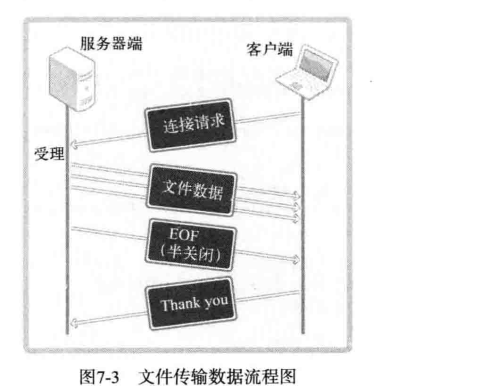 服务器端
客户端
连接请求
受理
文件数据
EOF
（半关闭）
Thank you
图7-3 文件传输数据流程图